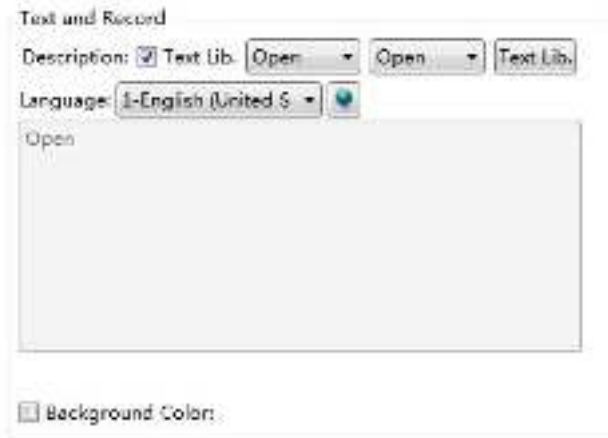 Text and Record
Description: Text Lib. Open Open Text Lib.
Language: 1-English (United S
Open
Background Color: